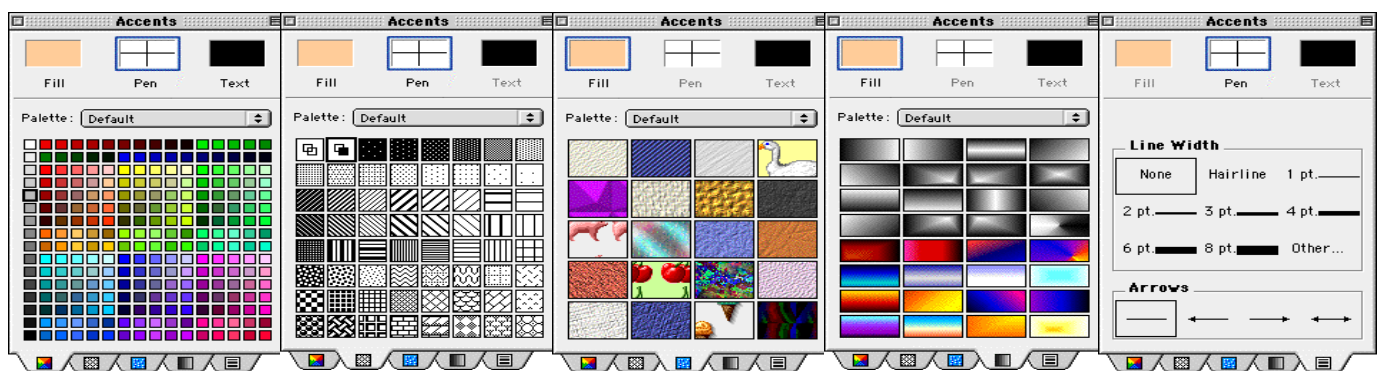 Accents
Fill Pen Text
Palette: Default
Accents
Fill Pen Text
Palette: Default
Accents
Fill Pen Text
Palette: Default
Accents
Fill Pen Text
Palette: Default
Accents
Fill Pen Text
Line Width
None Hairline 1 pt.
2 pt. 3 pt. 4 pt.
6 pt. 8 pt. Other...
Arrows